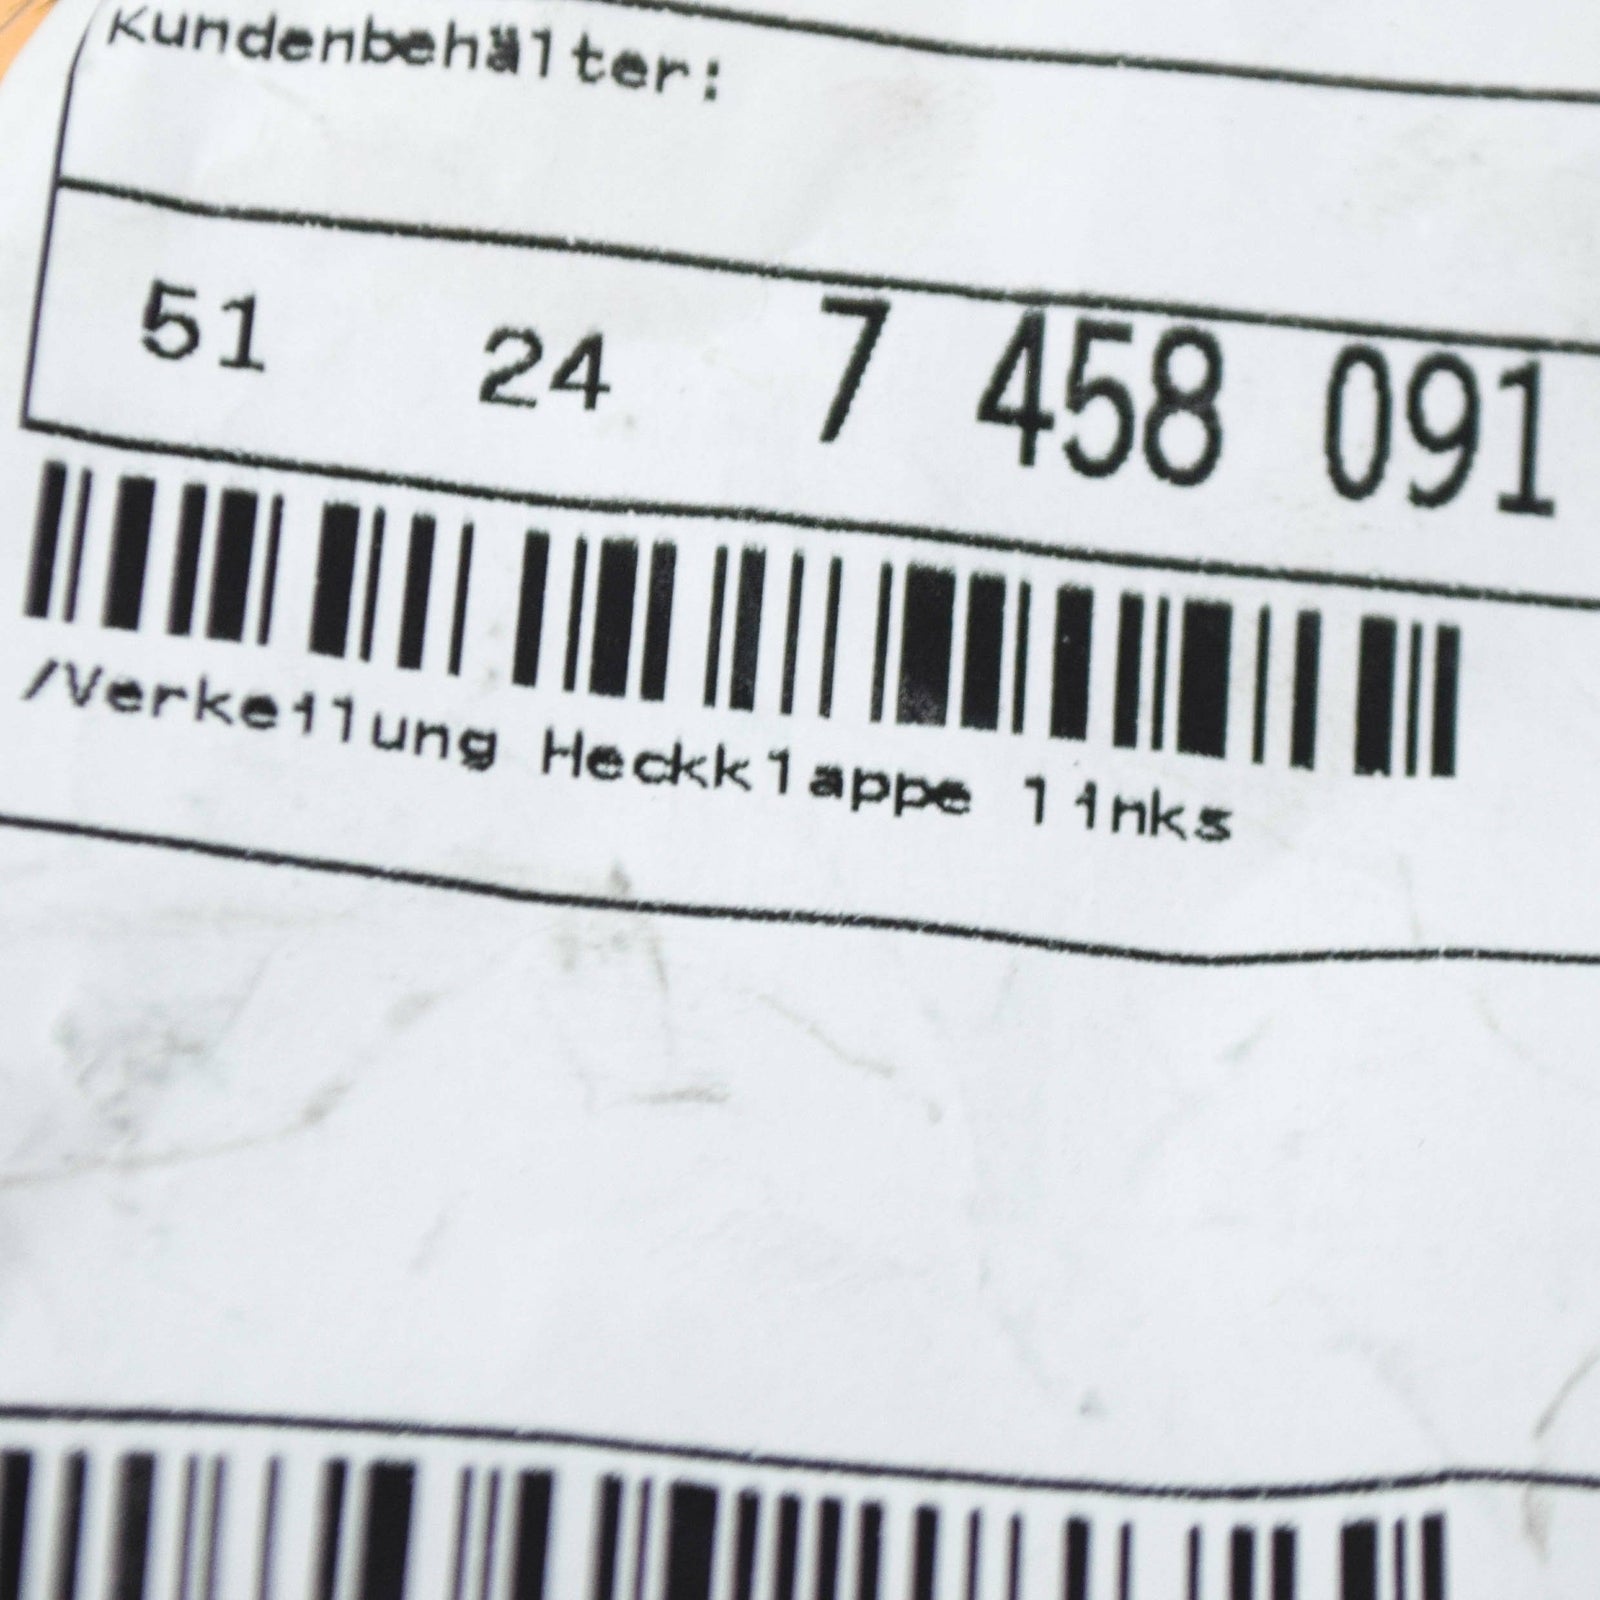 Kundenbehälter:
51 24 7 458 091
/Verkeilung Heckklappe links